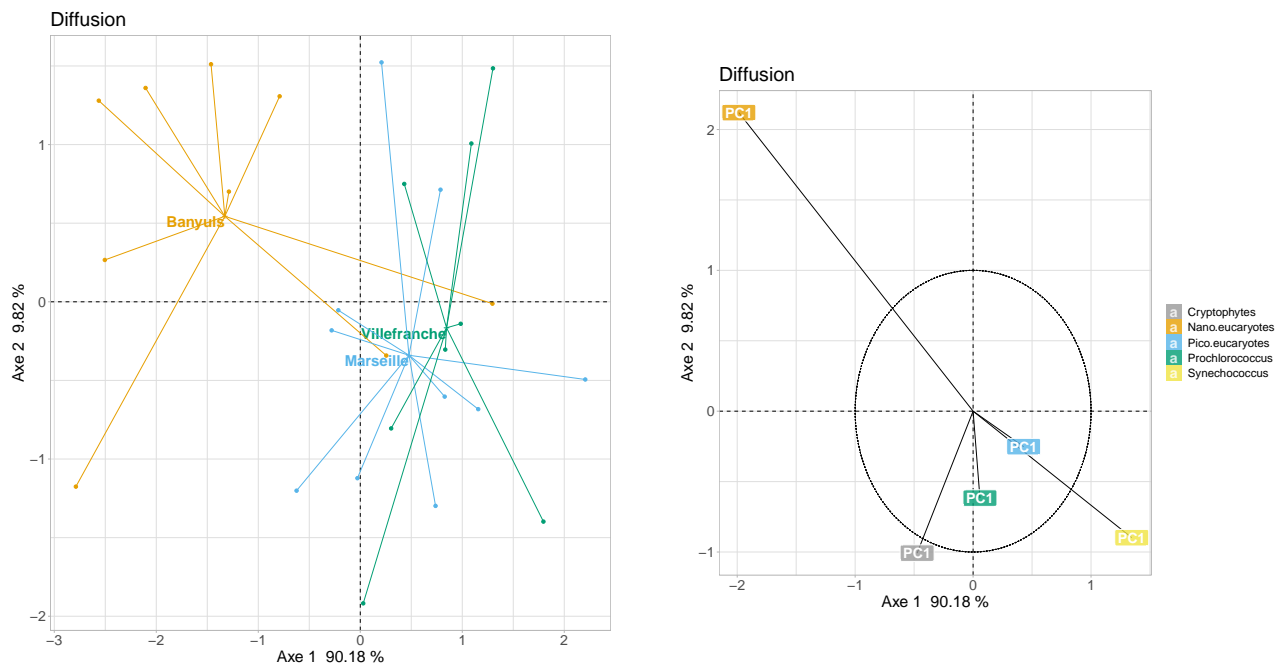 Diffusion
1
0
−1
−2
−3
−2
−1
0
1
2
Axe 2  9.82 %
Axe 1  90.18 %
Banyuls
Villefranche
Marseille
Diffusion
2
1
0
−1
−2
−1
0
1
Axe 2  9.82 %
Axe 1  90.18 %
PC1
PC1
PC1
PC1
PC1
a Cryptophytes
a Nano.eucaryotes
a Pico.eucaryotes
a Prochlorococcus
a Synechococcus